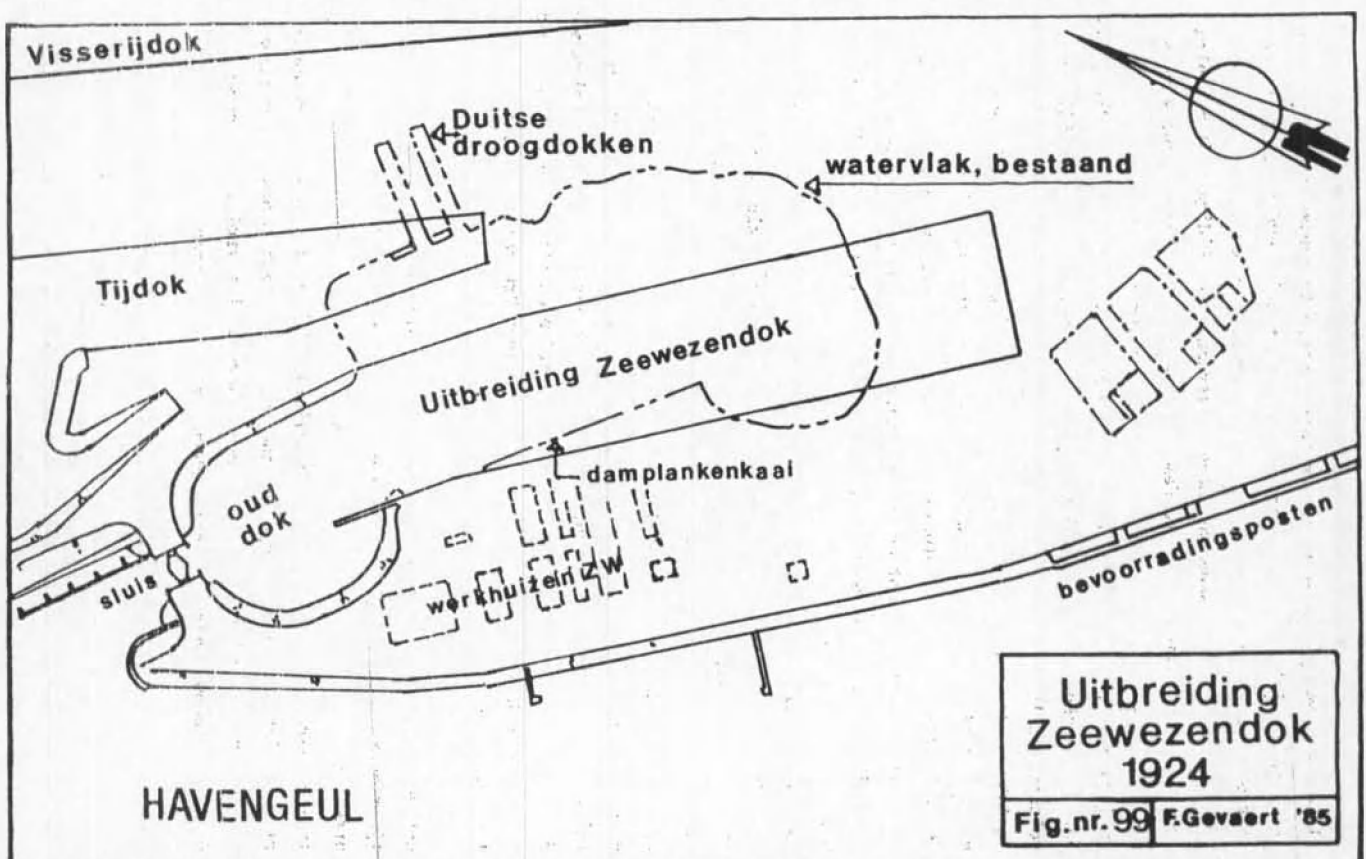 Visserijdok
Duitse
droogdokken
watervlak, bestaand
Tijdok
Uitbreiding Zeewezendok
damplankenkaai
oud
dok
sluis
werkhuizen ZW
bevoorradingsposten
HAVENGEUL
Uitbreiding
Zeewezendok
1924
Fig.nr. 99
F.Gevaert '85